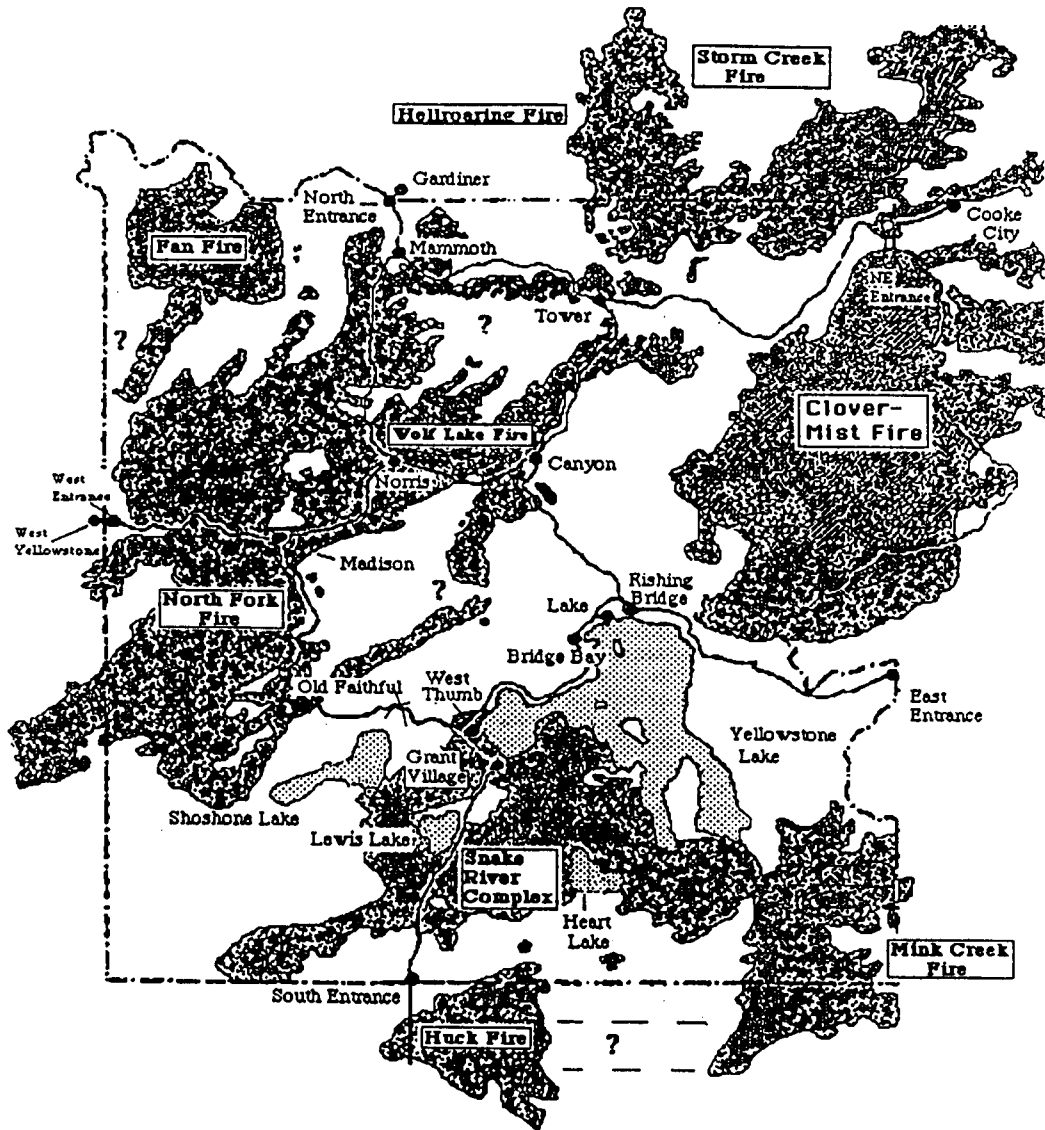 Storm Creek
Fire
Hellroaring Fire
Gardiner
North
Entrance
Cooke
City
Fan Fire
Mammoth
NE
Entrance
?
?
Tower
Clover-
Mist Fire
Wolf Lake Fire
Canyon
Norris
West
Entrance
West
Yellowstone
Madison
North Fork
Fire
?
Rishing
Bridge
Lake
Bridge Bay
West
Thumb
Old Faithful
East
Entrance
Yellowstone
Lake
Grant
Village
Shoshone Lake
Lewis Lake
Snake
River
Complex
Heart
Lake
Mink Creek
Fire
South Entrance
Huck Fire
?